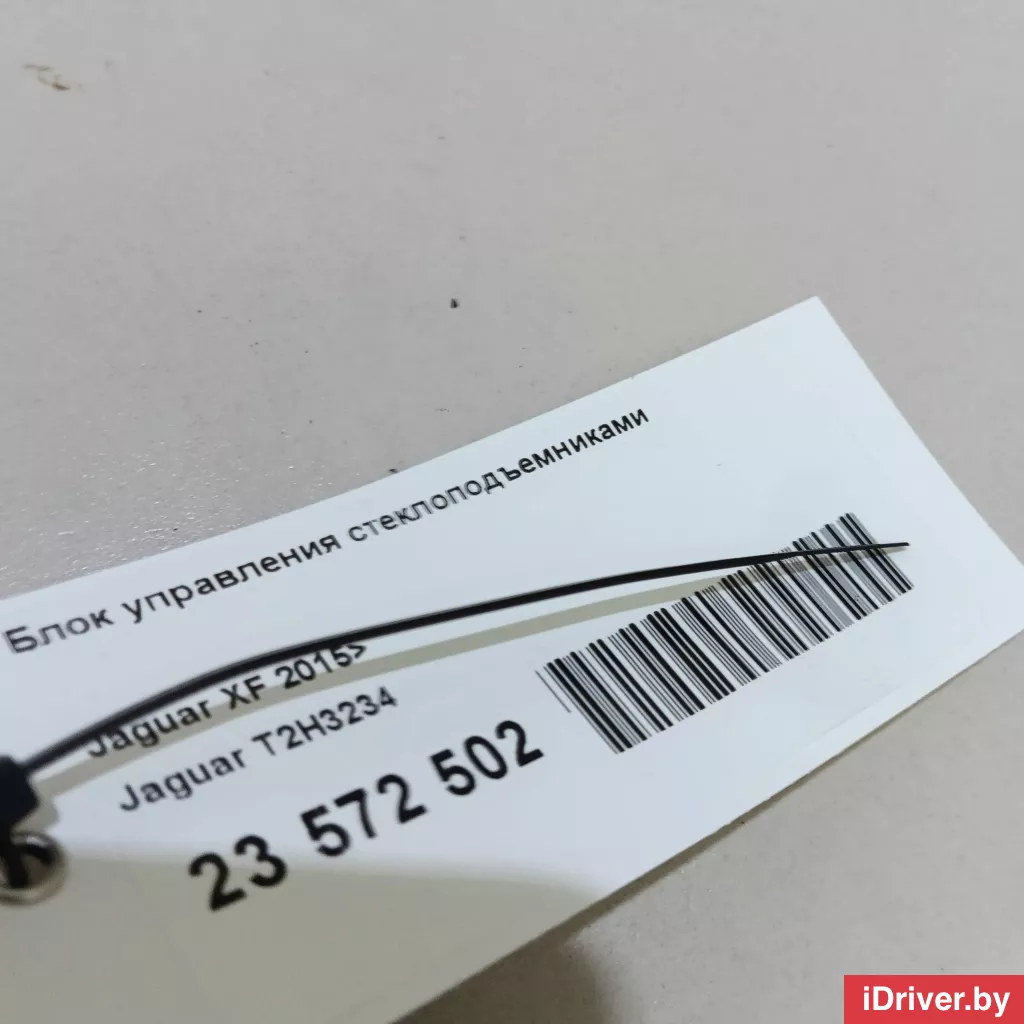 Блок управления стеклоподъемниками
Jaguar XF 2015>
Jaguar T2H3234
23 572 502
iDriver.by